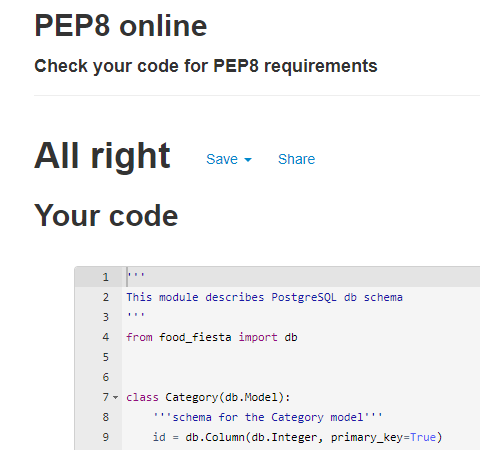 PEP8 online
Check your code for PEP8 requirements
All right Save Share
Your code
1 '''
2 This module describes PostgreSQL db schema
3 '''
4 from food_fiesta import db
5
6
7 class Category(db.Model):
8     '''schema for the Category model'''
9     id = db.Column(db.Integer, primary_key=True)